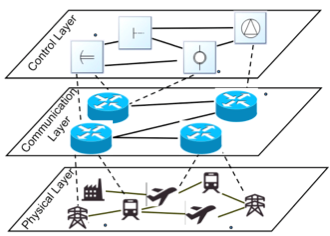 Control Layer
Communication
Layer
Physical Layer